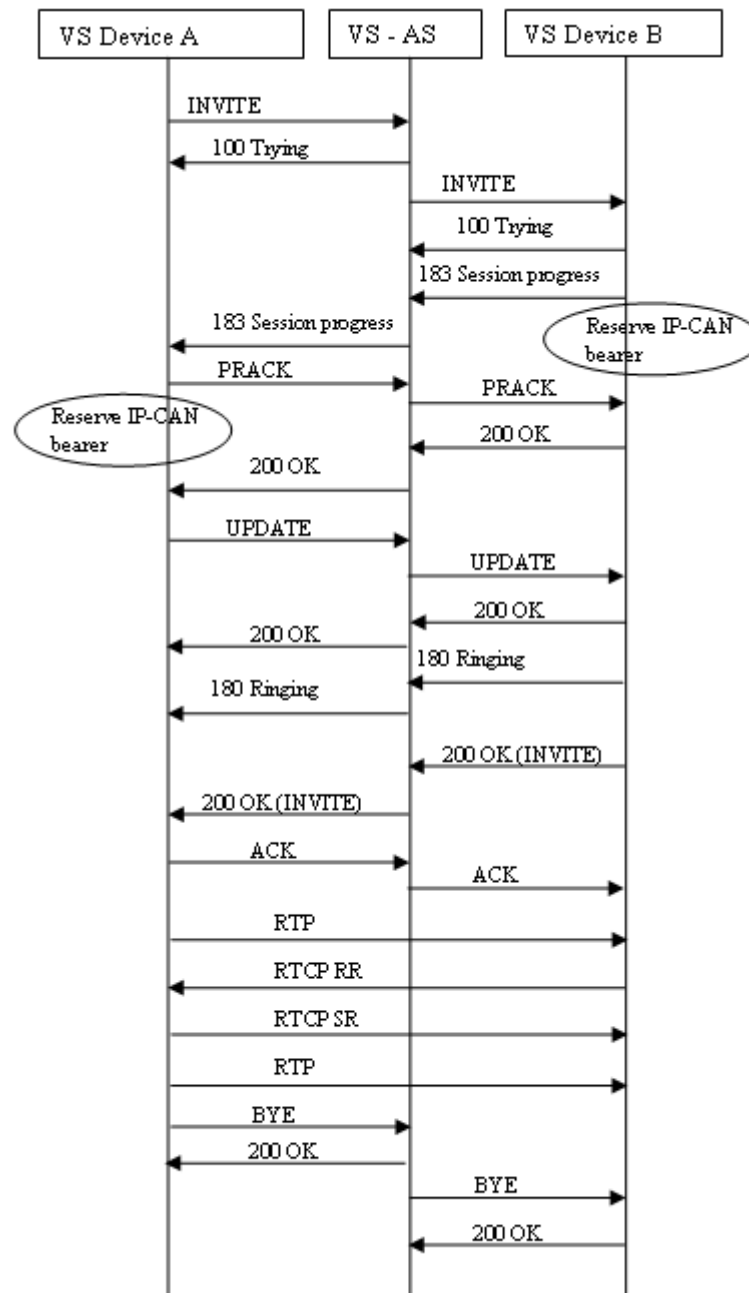 VS Device A
VS - AS
VS Device B
INVITE
100 Trying
INVITE
100 Trying
183 Session progress
183 Session progress
Reserve IP-CAN
bearer
PRACK
PRACK
Reserve IP-CAN
bearer
200 OK
200 OK
UPDATE
UPDATE
200 OK
200 OK
180 Ringing
180 Ringing
200 OK (INVITE)
200 OK (INVITE)
ACK
ACK
RTP
RTCP RR
RTCP SR
RTP
BYE
200 OK
BYE
200 OK